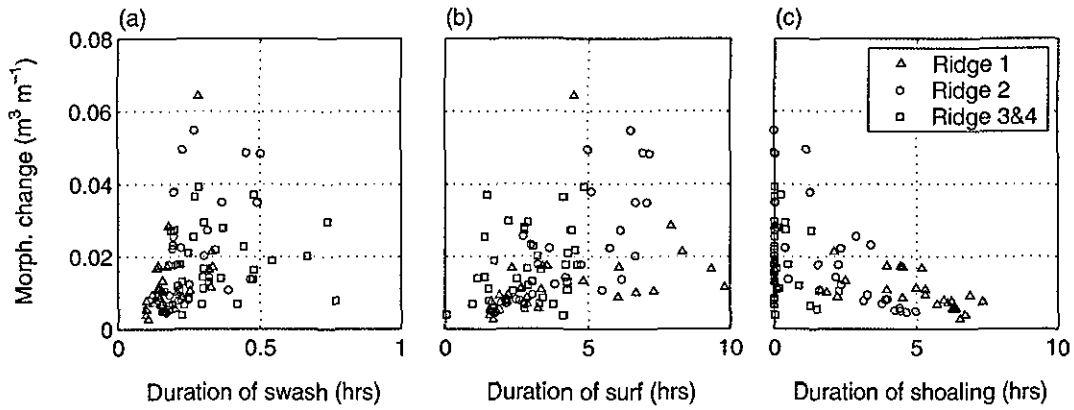 (a) (b) (c)
0.08
0.06
0.04
0.02
0
Morph. change (m³ m⁻¹)
Ridge 1
Ridge 2
Ridge 3&4
0 0.5 1
0 5 10
0 5 10
Duration of swash (hrs)
Duration of surf (hrs)
Duration of shoaling (hrs)